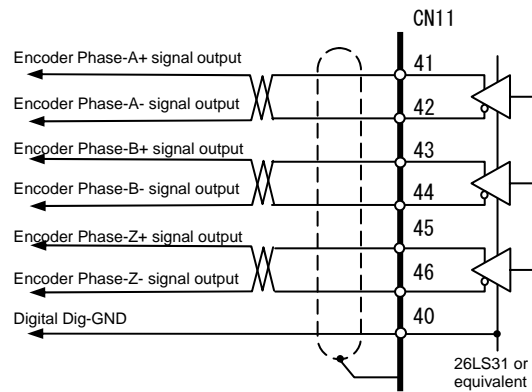 CN11
Encoder Phase-A+ signal output
41
Encoder Phase-A- signal output
42
Encoder Phase-B+ signal output
43
Encoder Phase-B- signal output
44
Encoder Phase-Z+ signal output
45
Encoder Phase-Z- signal output
46
Digital Dig-GND
40
26LS31 or
equivalent